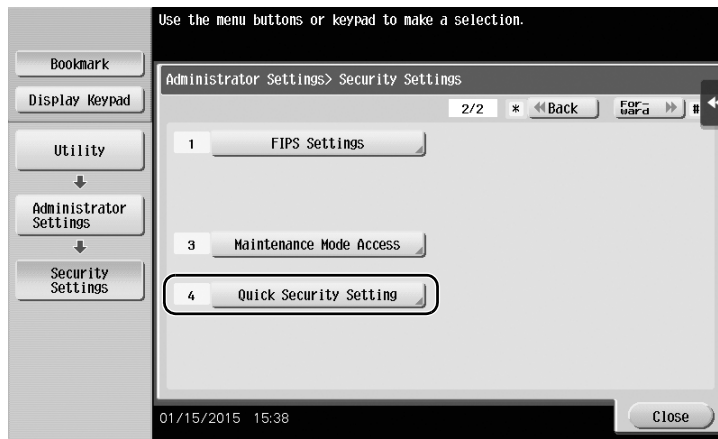 Use the menu buttons or keypad to make a selection.
Bookmark
Display Keypad
Utility
Administrator
Settings
Security
Settings
Administrator Settings> Security Settings
2/2 * Back For-
ward #
1 FIPS Settings
3 Maintenance Mode Access
4 Quick Security Setting
01/15/2015 15:38
Close